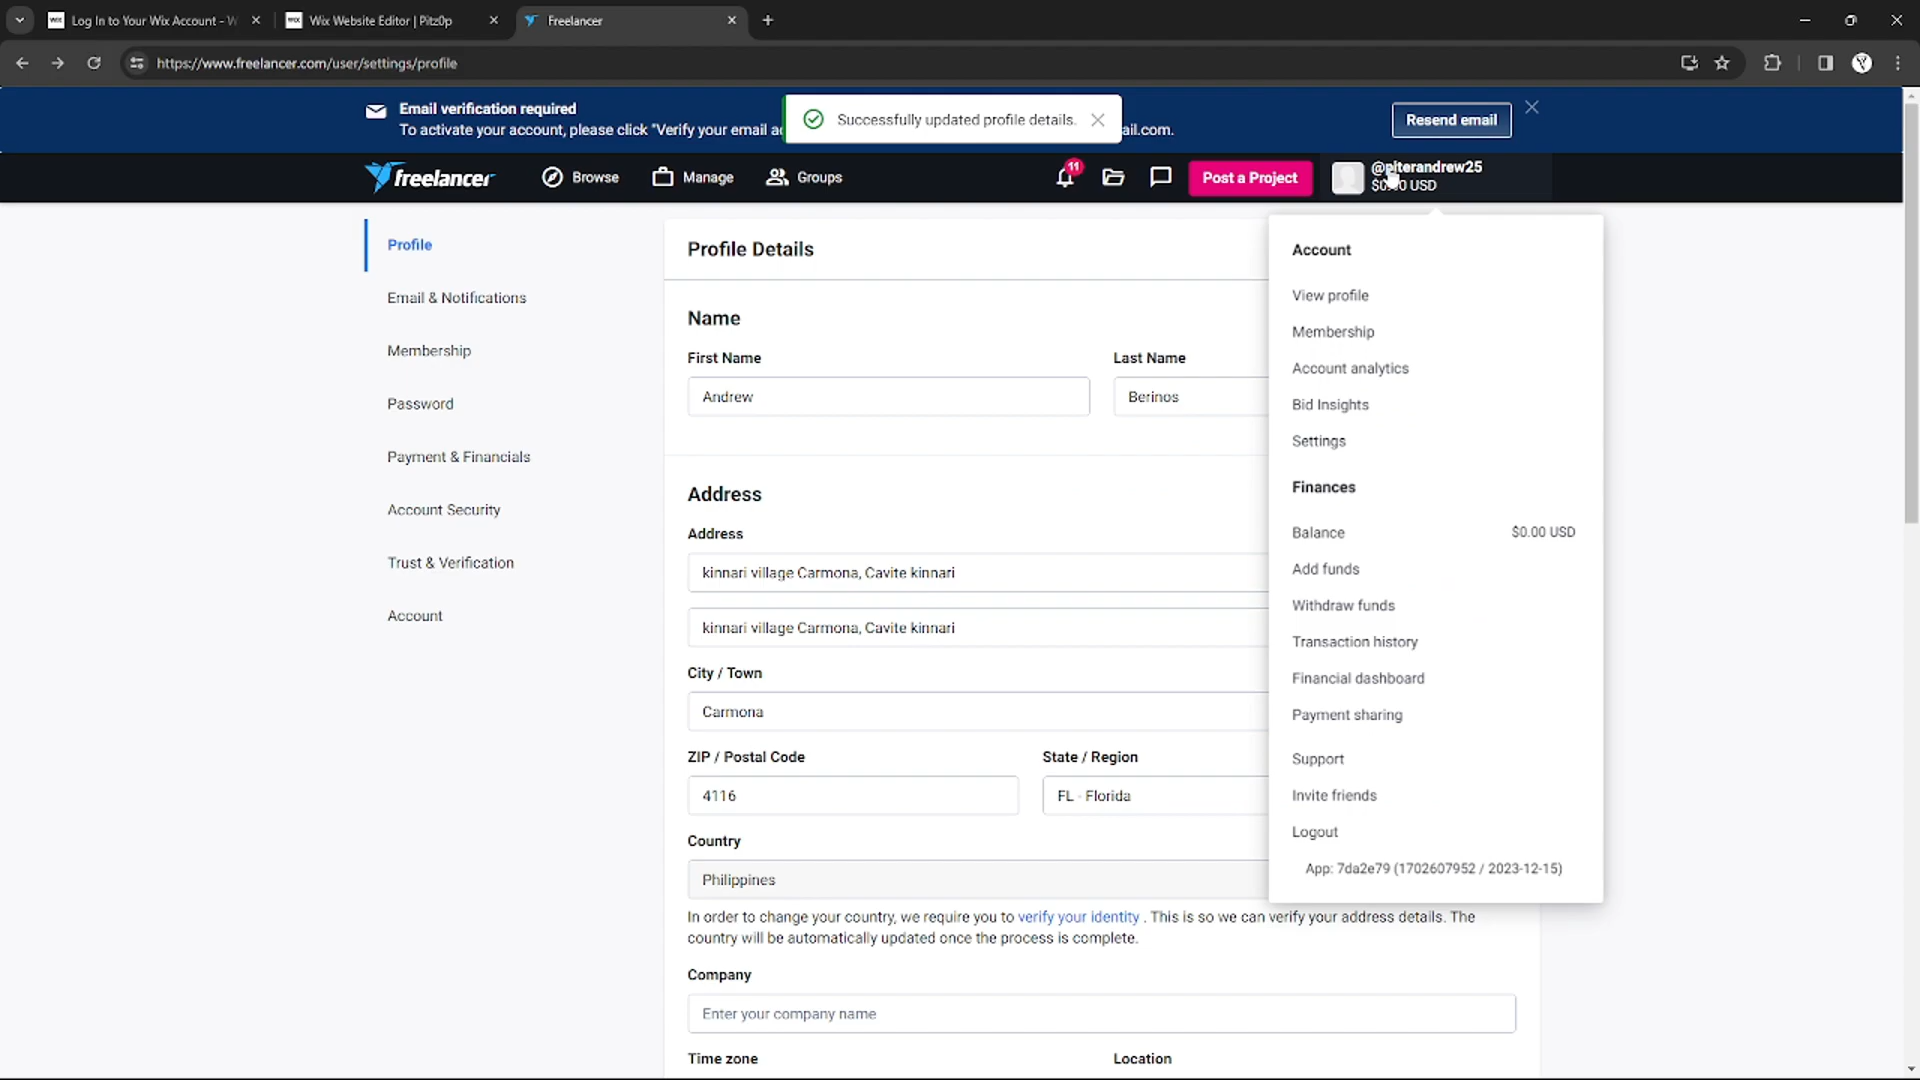 Log In to Your Wix Account - W
Wix Website Editor | Pitz0p
Freelancer
https://www.freelancer.com/user/settings/profile
Email verification required
To activate your account, please click "Verify your email ail.com.
Successfully updated profile details.
Resend email
freelancer
Browse
Manage
Groups
11
Post a Project
@piterandrew25
USD
Profile
Email & Notifications
Membership
Password
Payment & Financials
Account Security
Trust & Verification
Account
Profile Details
Name
First Name
Last Name
Andrew
Berinos
Address
Address
kinnari village Carmona, Cavite kinnari
kinnari village Carmona, Cavite kinnari
City / Town
Carmona
ZIP / Postal Code
State / Region
4116
FL - Florida
Country
Philippines
In order to change your country, we require you to verify your identity . This is so we can verify your address details. The
country will be automatically updated once the process is complete.
Company
Enter your company name
Time zone
Location
Account
View profile
Membership
Account analytics
Bid Insights
Settings
Finances
Balance $0.00 USD
Add funds
Withdraw funds
Transaction history
Financial dashboard
Payment sharing
Support
Invite friends
Logout
App: 7da2e79 (1702607952 / 2023-12-15)